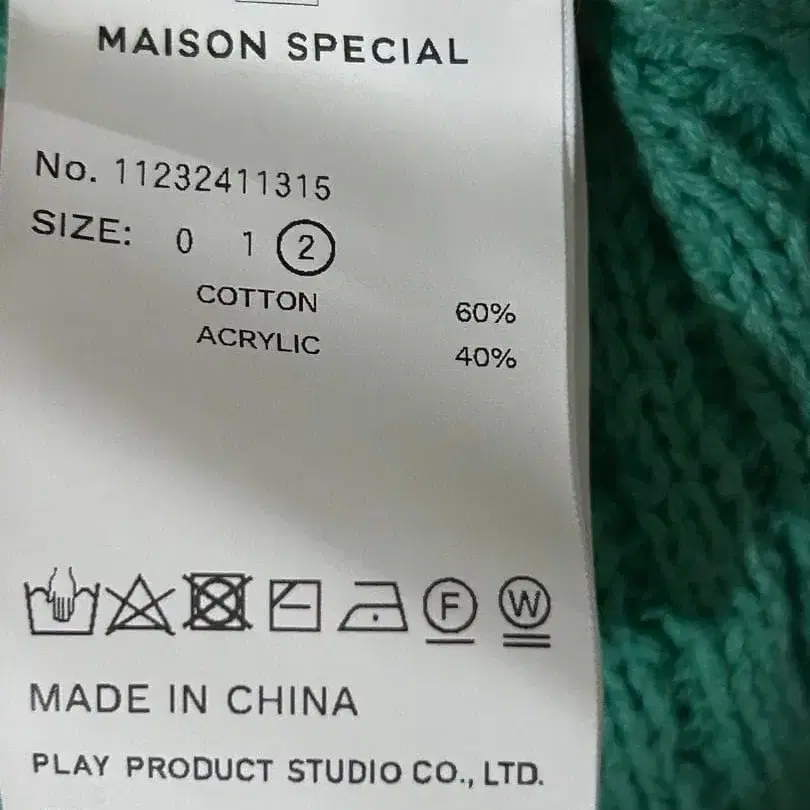 MAISON SPECIAL
No. 11232411315
SIZE: 0 1 2
COTTON 60%
ACRYLIC 40%
F W
MADE IN CHINA
PLAY PRODUCT STUDIO CO., LTD.